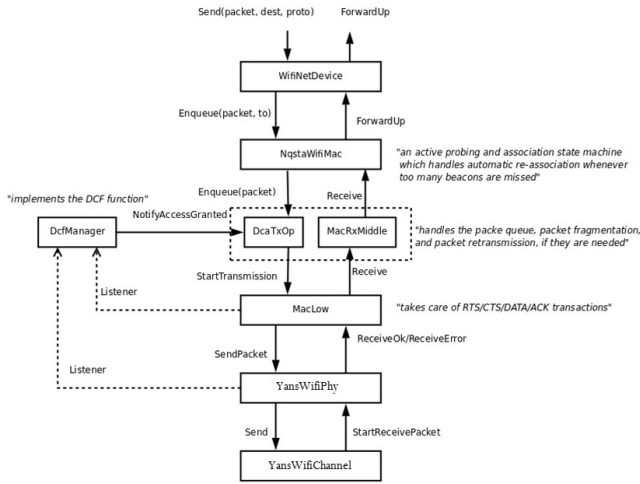 Send(packet, dest, proto)
ForwardUp
WifiNetDevice
Enqueue(packet, to)
ForwardUp
NqstaWifiMac
"an active probing and association state machine
which handles automatic re-association whenever
too many beacons are missed"
Enqueue(packet)
Receive
"implements the DCF function"
NotifyAccessGranted
DcfManager
DcaTxOp
MacRxMiddle
"handles the packe queue, packet fragmentation,
and packet retransmission, if they are needed"
StartTransmission
Receive
Listener
MacLow
"takes care of RTS/CTS/DATA/ACK transactions"
ReceiveOk/ReceiveError
SendPacket
Listener
YansWifiPhy
Send
StartReceivePacket
YansWifiChannel